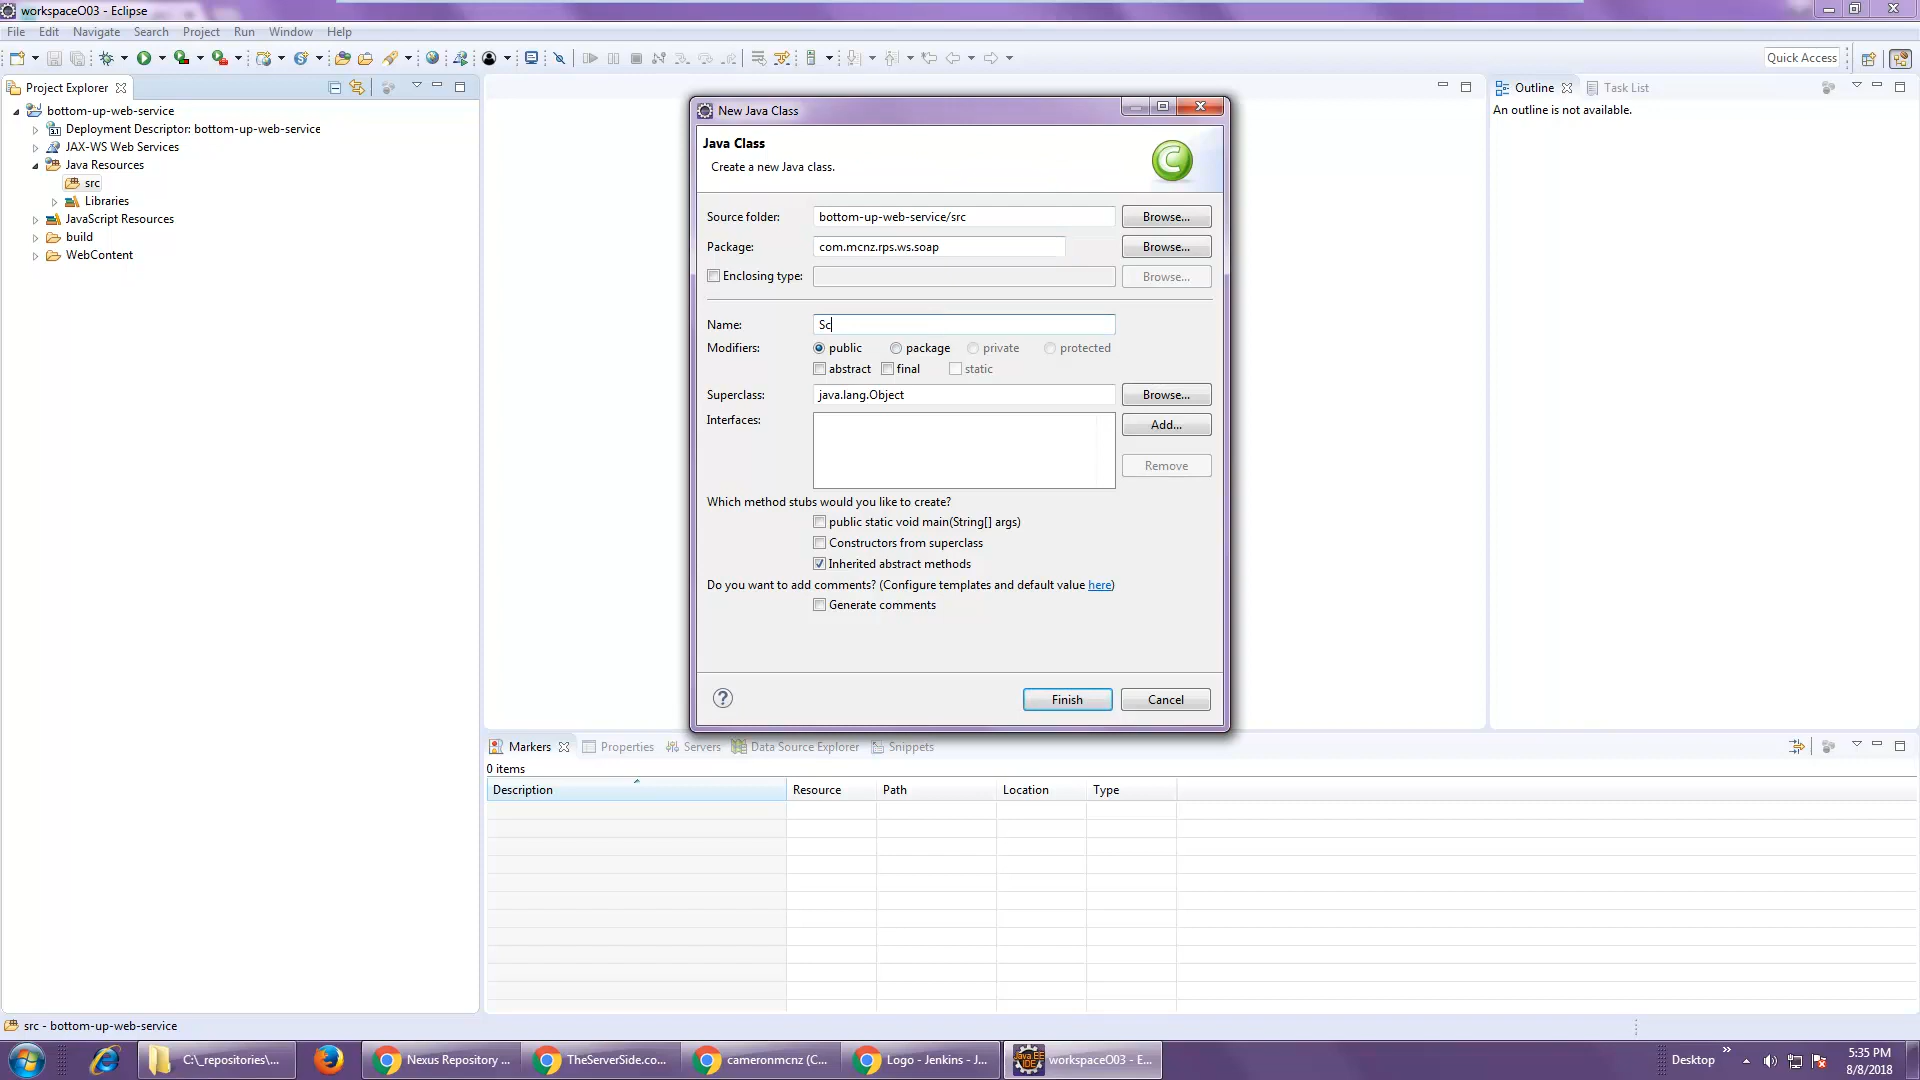 workspaceO03 - Eclipse
File Edit Navigate Search Project Run Window Help
Quick Access
Project Explorer
bottom-up-web-service
Deployment Descriptor: bottom-up-web-service
JAX-WS Web Services
Java Resources
src
Libraries
JavaScript Resources
build
WebContent
New Java Class
Java Class
Create a new Java class.
C
Source folder: bottom-up-web-service/src Browse...
Package: com.mcnz.rps.ws.soap Browse...
Enclosing type: Browse...
Name: Sc
Modifiers: public package private protected
abstract final static
Superclass: java.lang.Object Browse...
Interfaces: Add...
Remove
Which method stubs would you like to create?
public static void main(String[] args)
Constructors from superclass
Inherited abstract methods
Do you want to add comments? (Configure templates and default value here)
Generate comments
? Finish Cancel
Outline Task List
An outline is not available.
Markers Properties Servers Data Source Explorer Snippets
0 items
Description Resource Path Location Type
src - bottom-up-web-service
C:\_repositories\... Nexus Repository ... TheServerSide.co... cameronmcnz (C... Logo - Jenkins - J... Java EE IDE workspaceO03 - E... Desktop 5:35 PM
8/8/2018